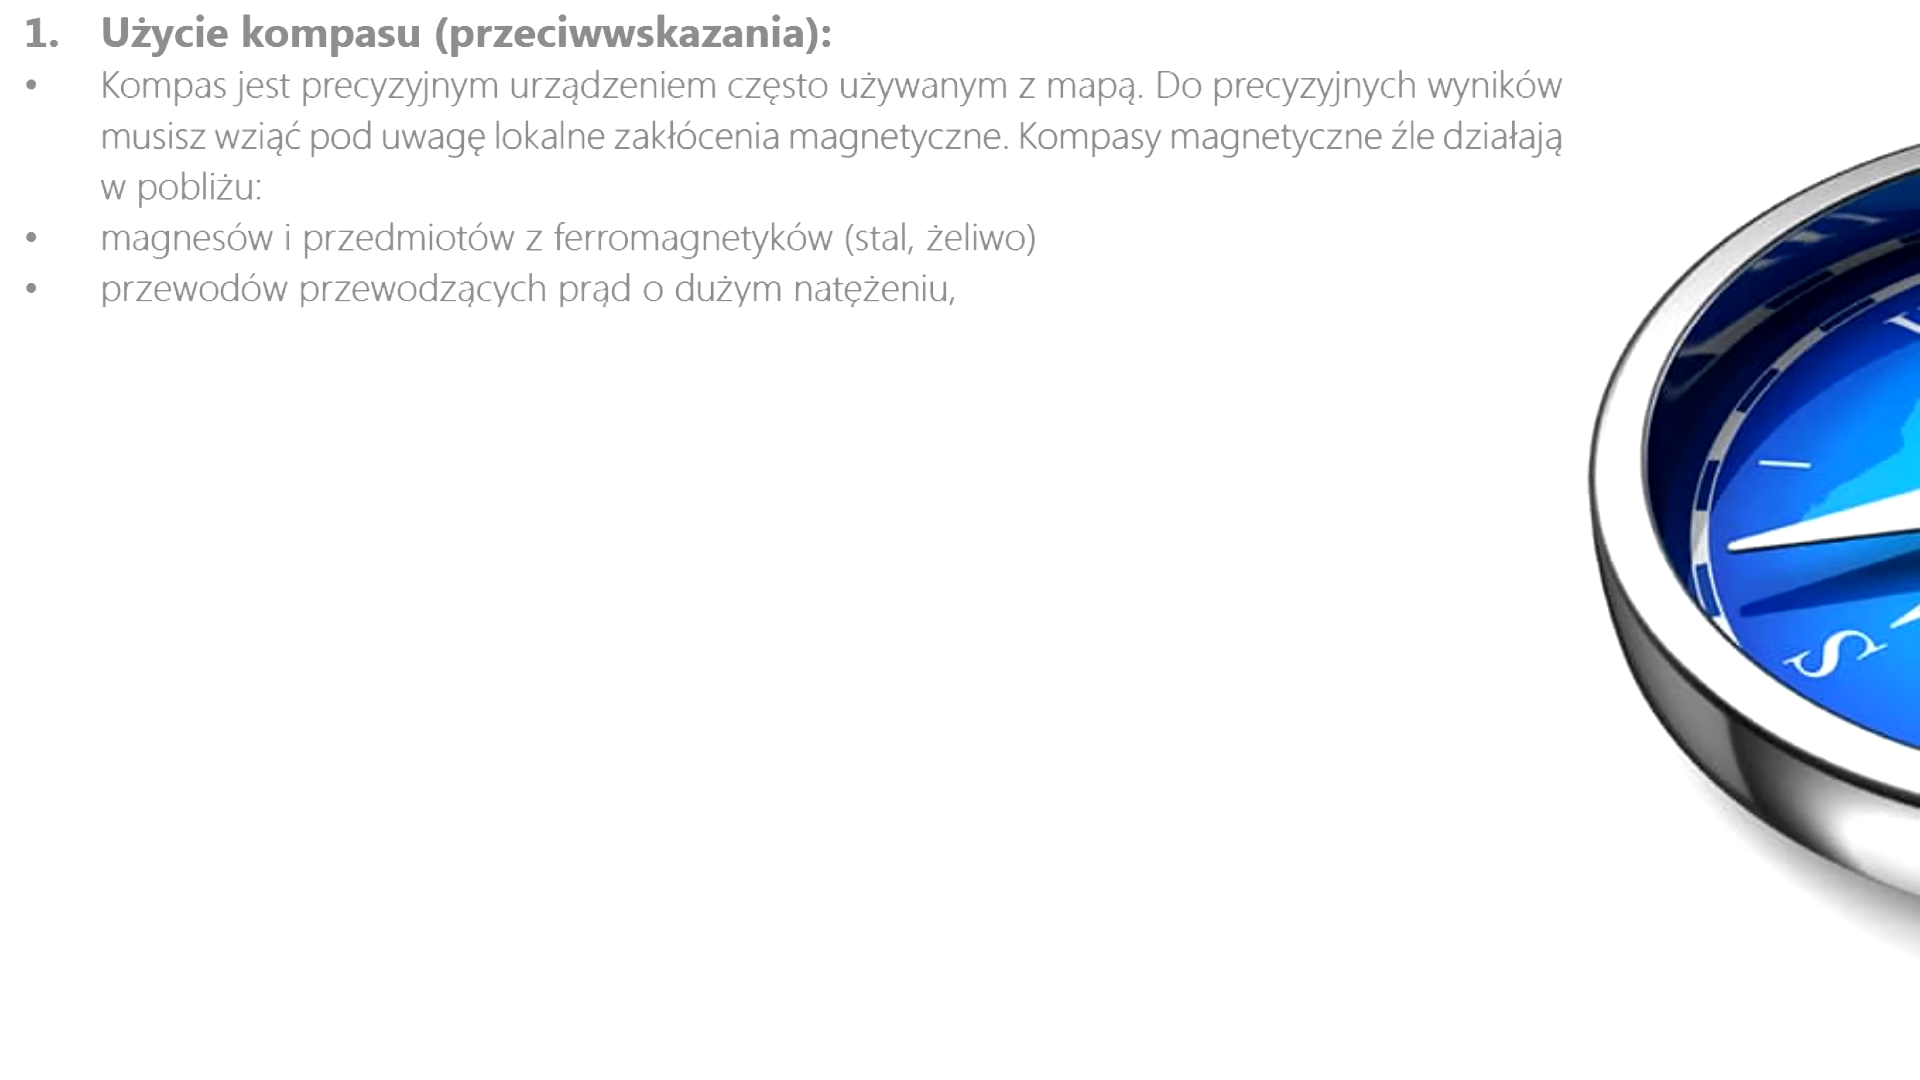 1. Użycie kompasu (przeciwwskazania):
• Kompas jest precyzyjnym urządzeniem często używanym z mapą. Do precyzyjnych wyników
musisz wziąć pod uwagę lokalne zakłócenia magnetyczne. Kompasy magnetyczne źle działają
w pobliżu:
• magnesów i przedmiotów z ferromagnetyków (stal, żeliwo)
• przewodów przewodzących prąd o dużym natężeniu,
S